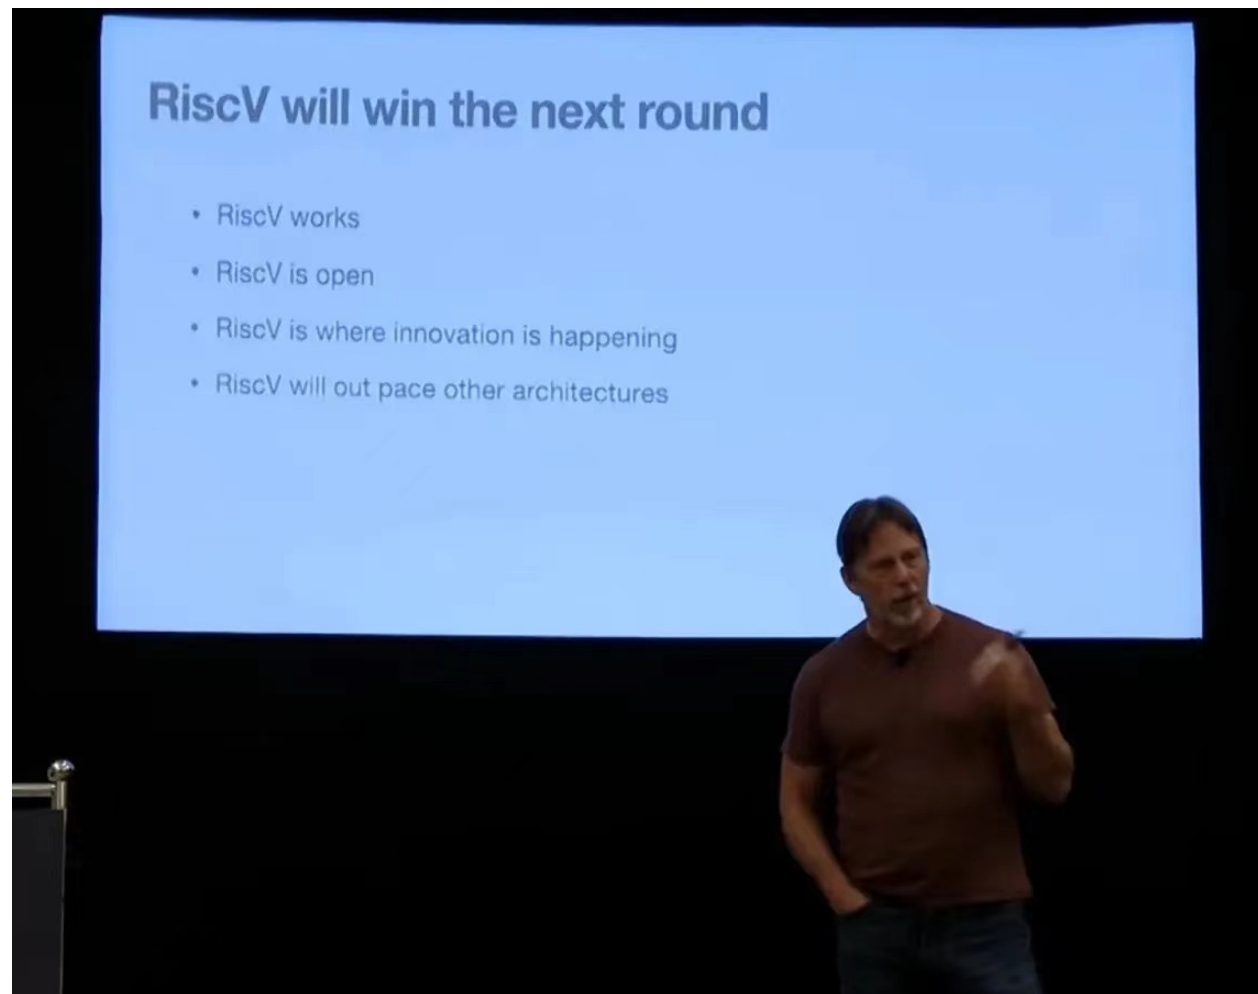 RiscV will win the next round
• RiscV works
• RiscV is open
• RiscV is where innovation is happening
• RiscV will out pace other architectures